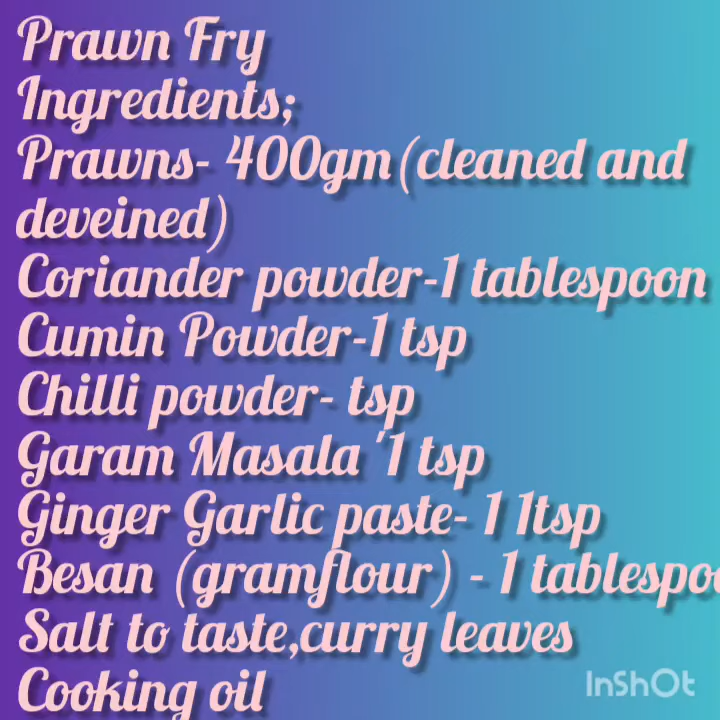 Prawn Fry
Ingredients;
Prawns- 400gm(cleaned and
deveined)
Coriander powder-1 tablespoon
Cumin Powder-1 tsp
Chilli powder- tsp
Garam Masala '1 tsp
Ginger Garlic paste- 1 1tsp
Besan (gramflour) - 1 tablespoo
Salt to taste,curry leaves
Cooking oil
InShOt